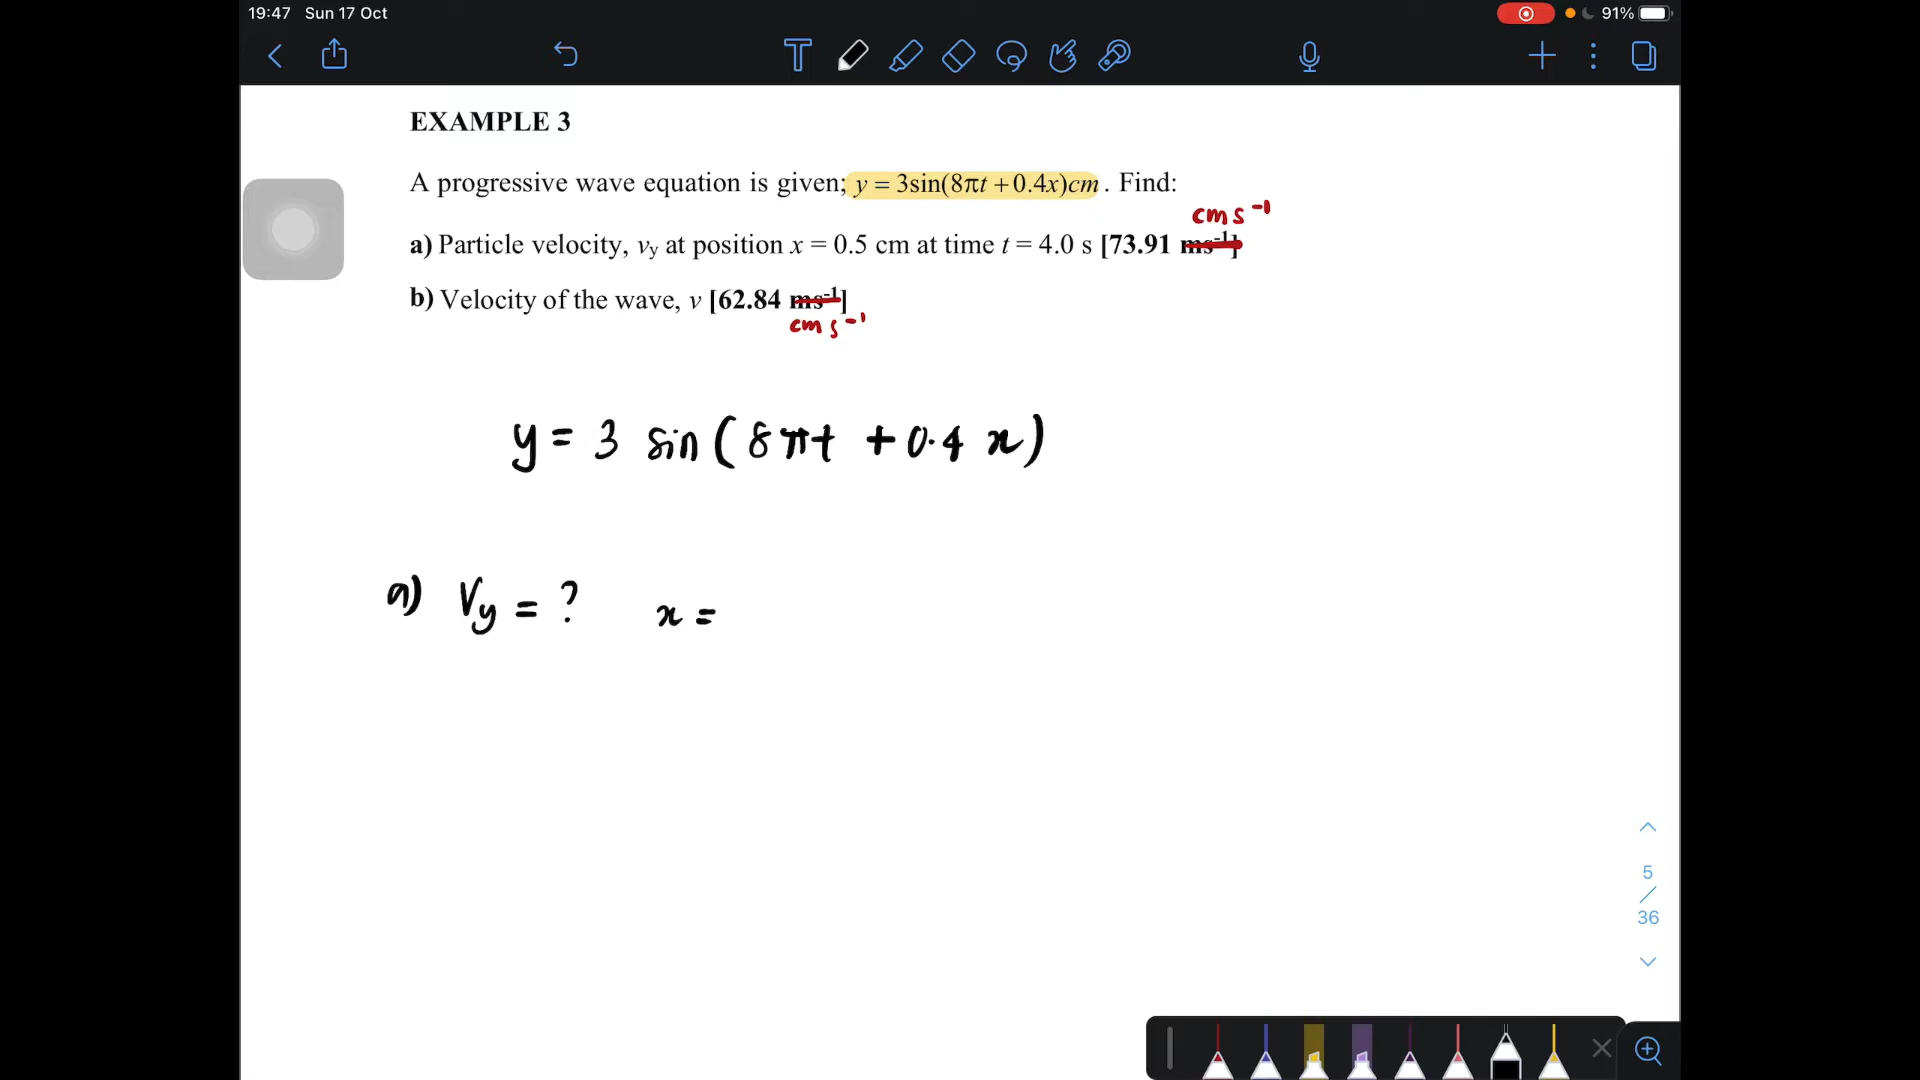 19:47 Sun 17 Oct
91%
EXAMPLE 3
A progressive wave equation is given; y = 3sin(8πt + 0.4x)cm . Find:
cm s⁻¹
a) Particle velocity, vy at position x = 0.5 cm at time t = 4.0 s [73.91 ms⁻¹]
b) Velocity of the wave, v [62.84 ms⁻¹]
cm s⁻¹
y = 3 sin ( 8πt + 0.4 x )
a) Vy = ? x =
5
/
36